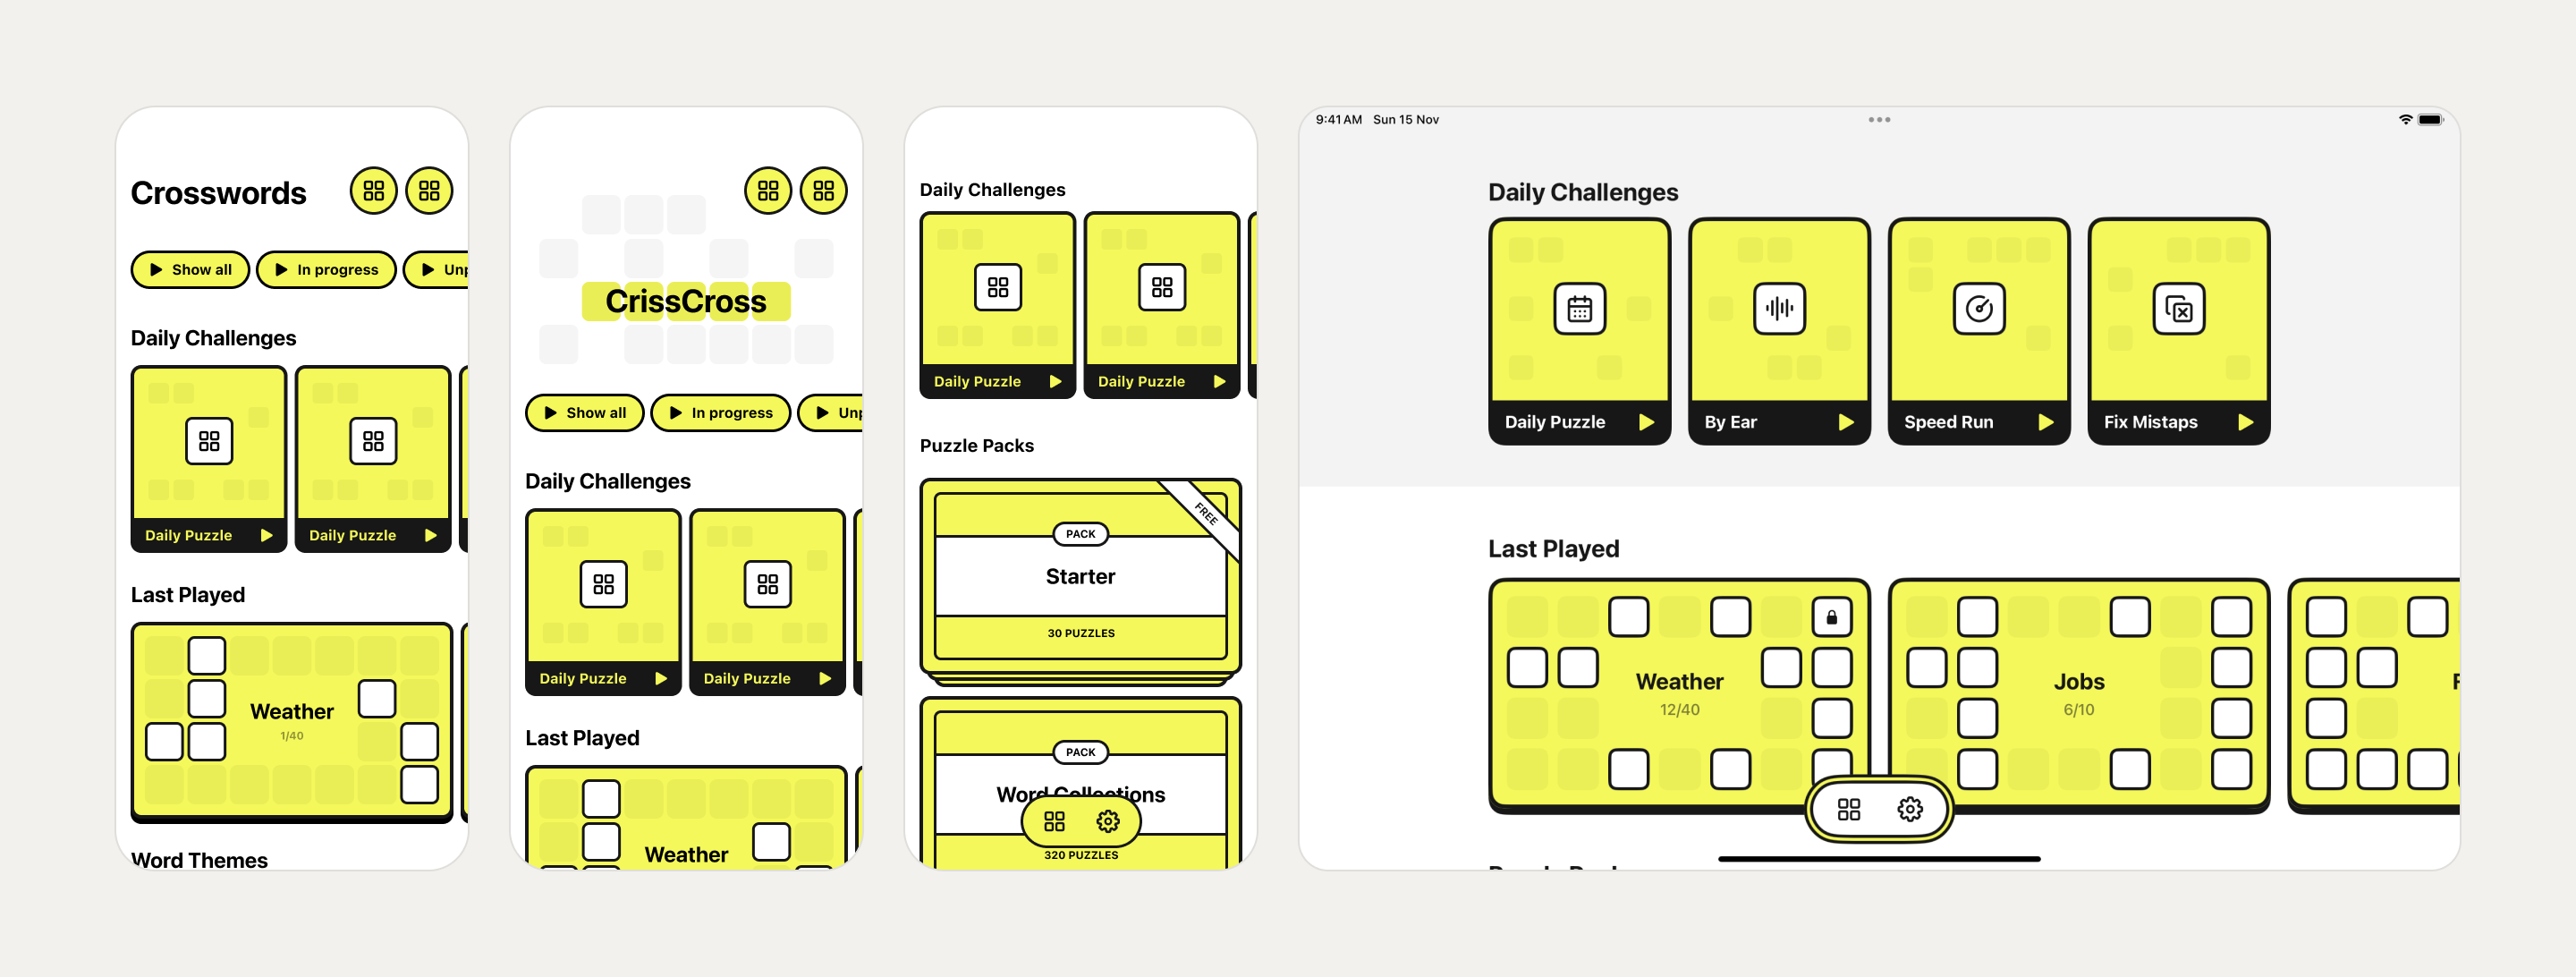 Crosswords
Show all
In progress
Daily Challenges
Daily Puzzle
Daily Puzzle
Last Played
Weather
1/40
Word Themes
CrissCross
Show all
In progress
Daily Challenges
Daily Puzzle
Daily Puzzle
Last Played
Weather
Daily Challenges
Daily Puzzle
Daily Puzzle
Puzzle Packs
FREE
PACK
Starter
30 PUZZLES
PACK
Word Collections
320 PUZZLES
9:41 AM Sun 15 Nov
Daily Challenges
Daily Puzzle
By Ear
Speed Run
Fix Mistaps
Last Played
Weather
12/40
Jobs
6/10